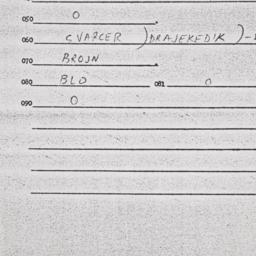 050 0
060 CVARCER )DRAJEKEDIK )-
070 BROJN
080 BLO 081 0
090 0